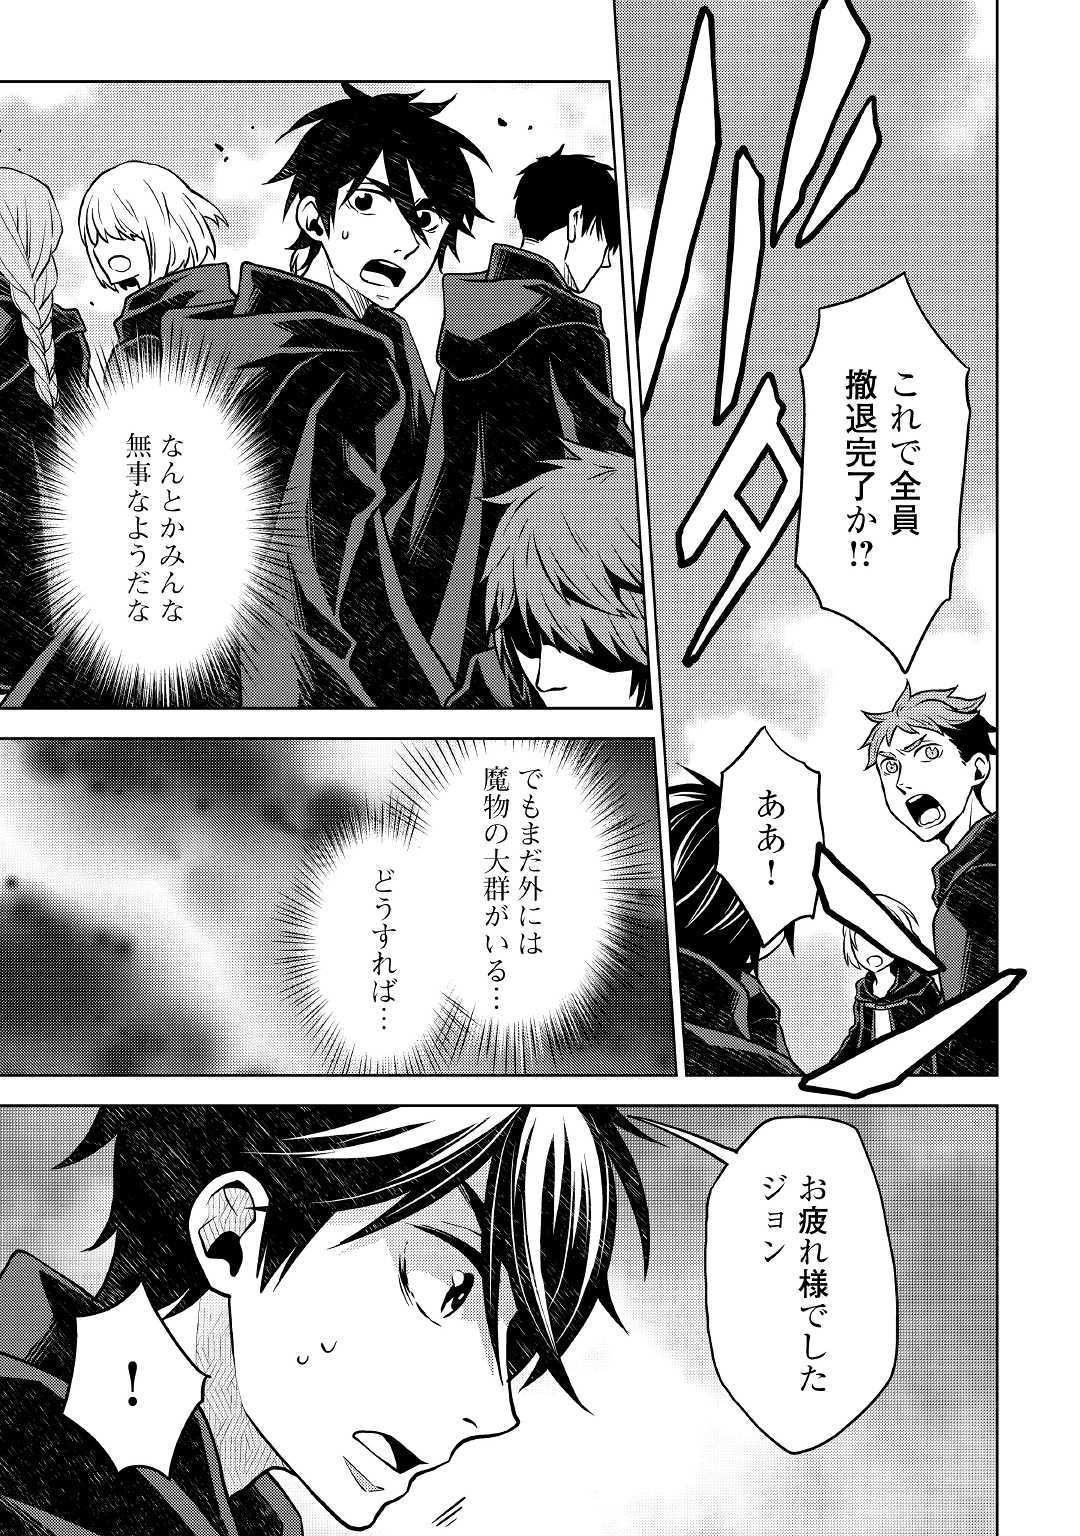 バダダ
これで全員
撤退完了か!?
ああ!
なんとかみんな
無事なようだな
でもまだ外には
魔物の大群がいる…
どうすれば…
お疲れ様でした
ジョン
!